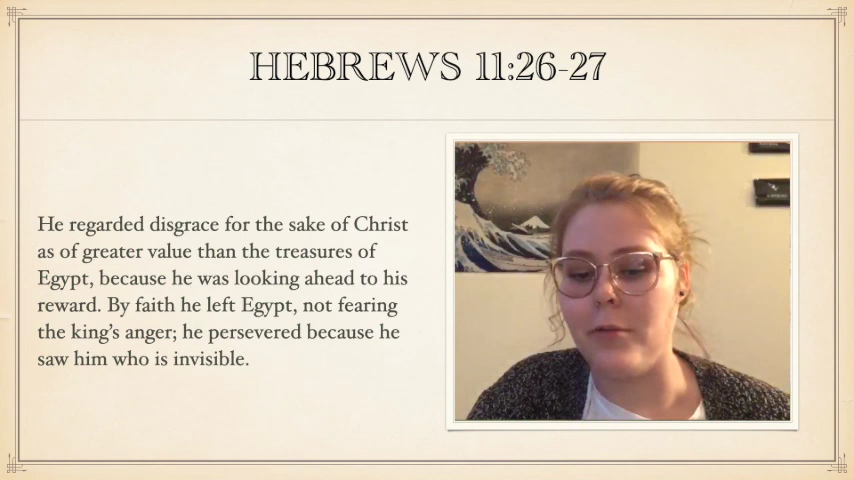 HEBREWS 11:26-27
He regarded disgrace for the sake of Christ
as of greater value than the treasures of
Egypt, because he was looking ahead to his
reward. By faith he left Egypt, not fearing
the king's anger; he persevered because he
saw him who is invisible.